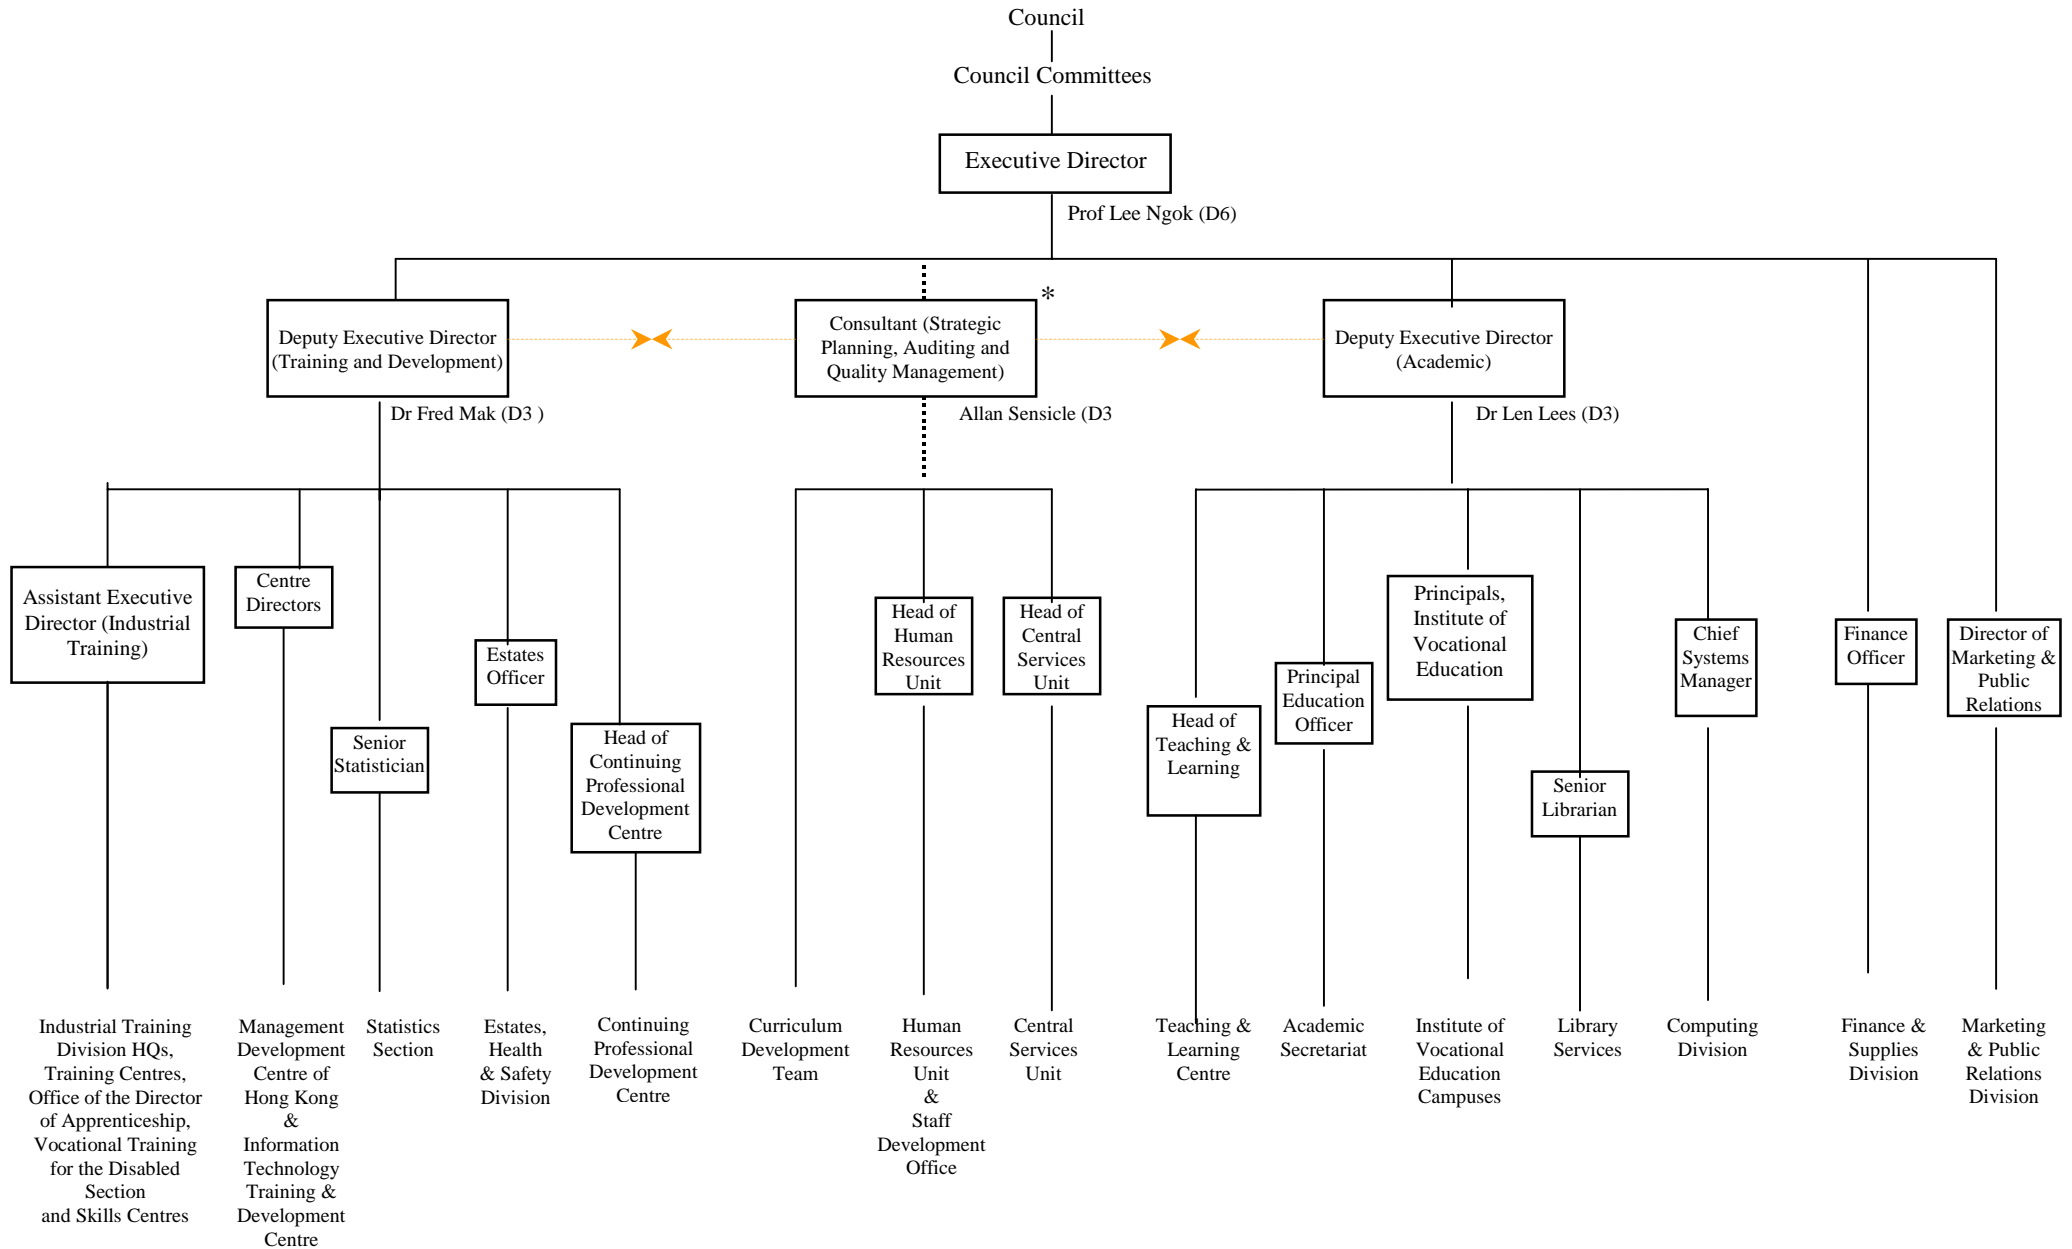 Council
Council Committees
Executive Director
Prof Lee Ngok (D6)
Deputy Executive Director
(Training and Development)
Dr Fred Mak (D3 )
*
Consultant (Strategic
Planning, Auditing and
Quality Management)
Allan Sensicle (D3
Deputy Executive Director
(Academic)
Dr Len Lees (D3)
Assistant Executive
Director (Industrial
Training)
Centre
Directors
Senior
Statistician
Estates
Officer
Head of
Continuing
Professional
Development
Centre
Head of
Human
Resources
Unit
Head of
Central
Services
Unit
Head of
Teaching &
Learning
Principal
Education
Officer
Principals,
Institute of
Vocational
Education
Senior
Librarian
Chief
Systems
Manager
Finance
Officer
Director of
Marketing &
Public
Relations
Industrial Training
Division HQs,
Training Centres,
Office of the Director
of Apprenticeship,
Vocational Training
for the Disabled
Section
and Skills Centres
Management
Development
Centre of
Hong Kong
&
Information
Technology
Training &
Development
Centre
Statistics
Section
Estates,
Health
& Safety
Division
Continuing
Professional
Development
Centre
Curriculum
Development
Team
Human
Resources
Unit
&
Staff
Development
Office
Central
Services
Unit
Teaching &
Learning
Centre
Academic
Secretariat
Institute of
Vocational
Education
Campuses
Library
Services
Computing
Division
Finance &
Supplies
Division
Marketing
& Public
Relations
Division